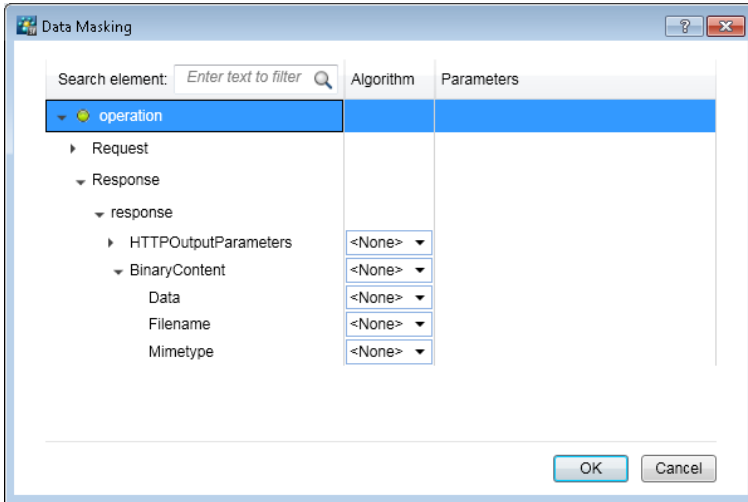 Data Masking
Search element: Enter text to filter Algorithm Parameters
operation
Request
Response
response
HTTPOutputParameters <None>
BinaryContent <None>
Data <None>
Filename <None>
Mimetype <None>
OK Cancel